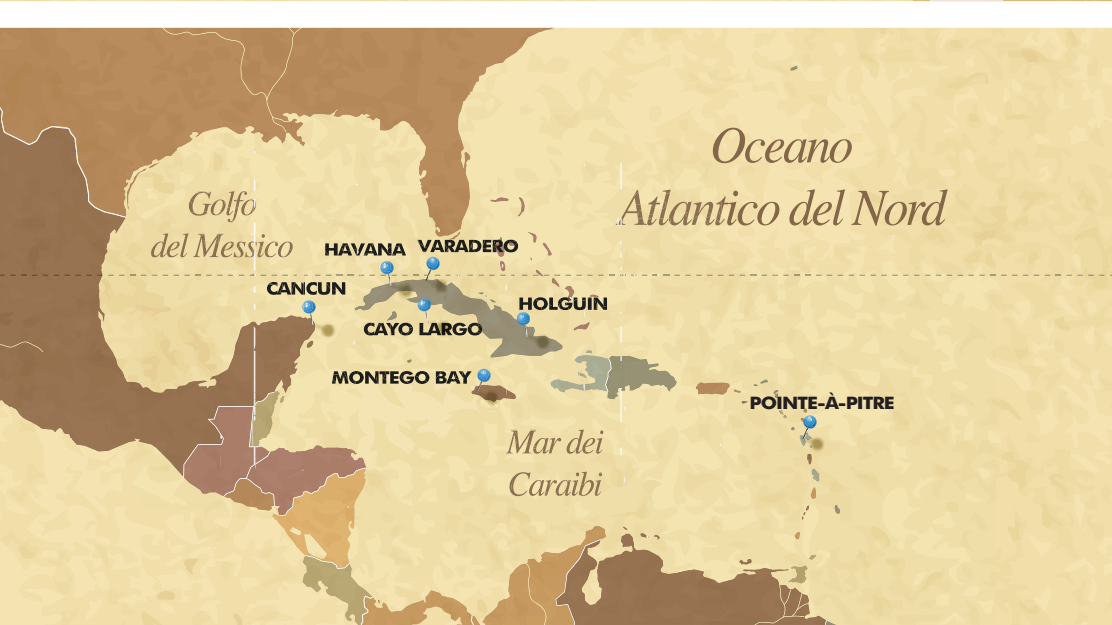 Oceano
Atlantico del Nord
Golfo
del Messico
HAVANA
VARADERO
CANCUN
HOLGUIN
CAYO LARGO
MONTEGO BAY
POINTE-À-PITRE
Mar dei
Caraibi